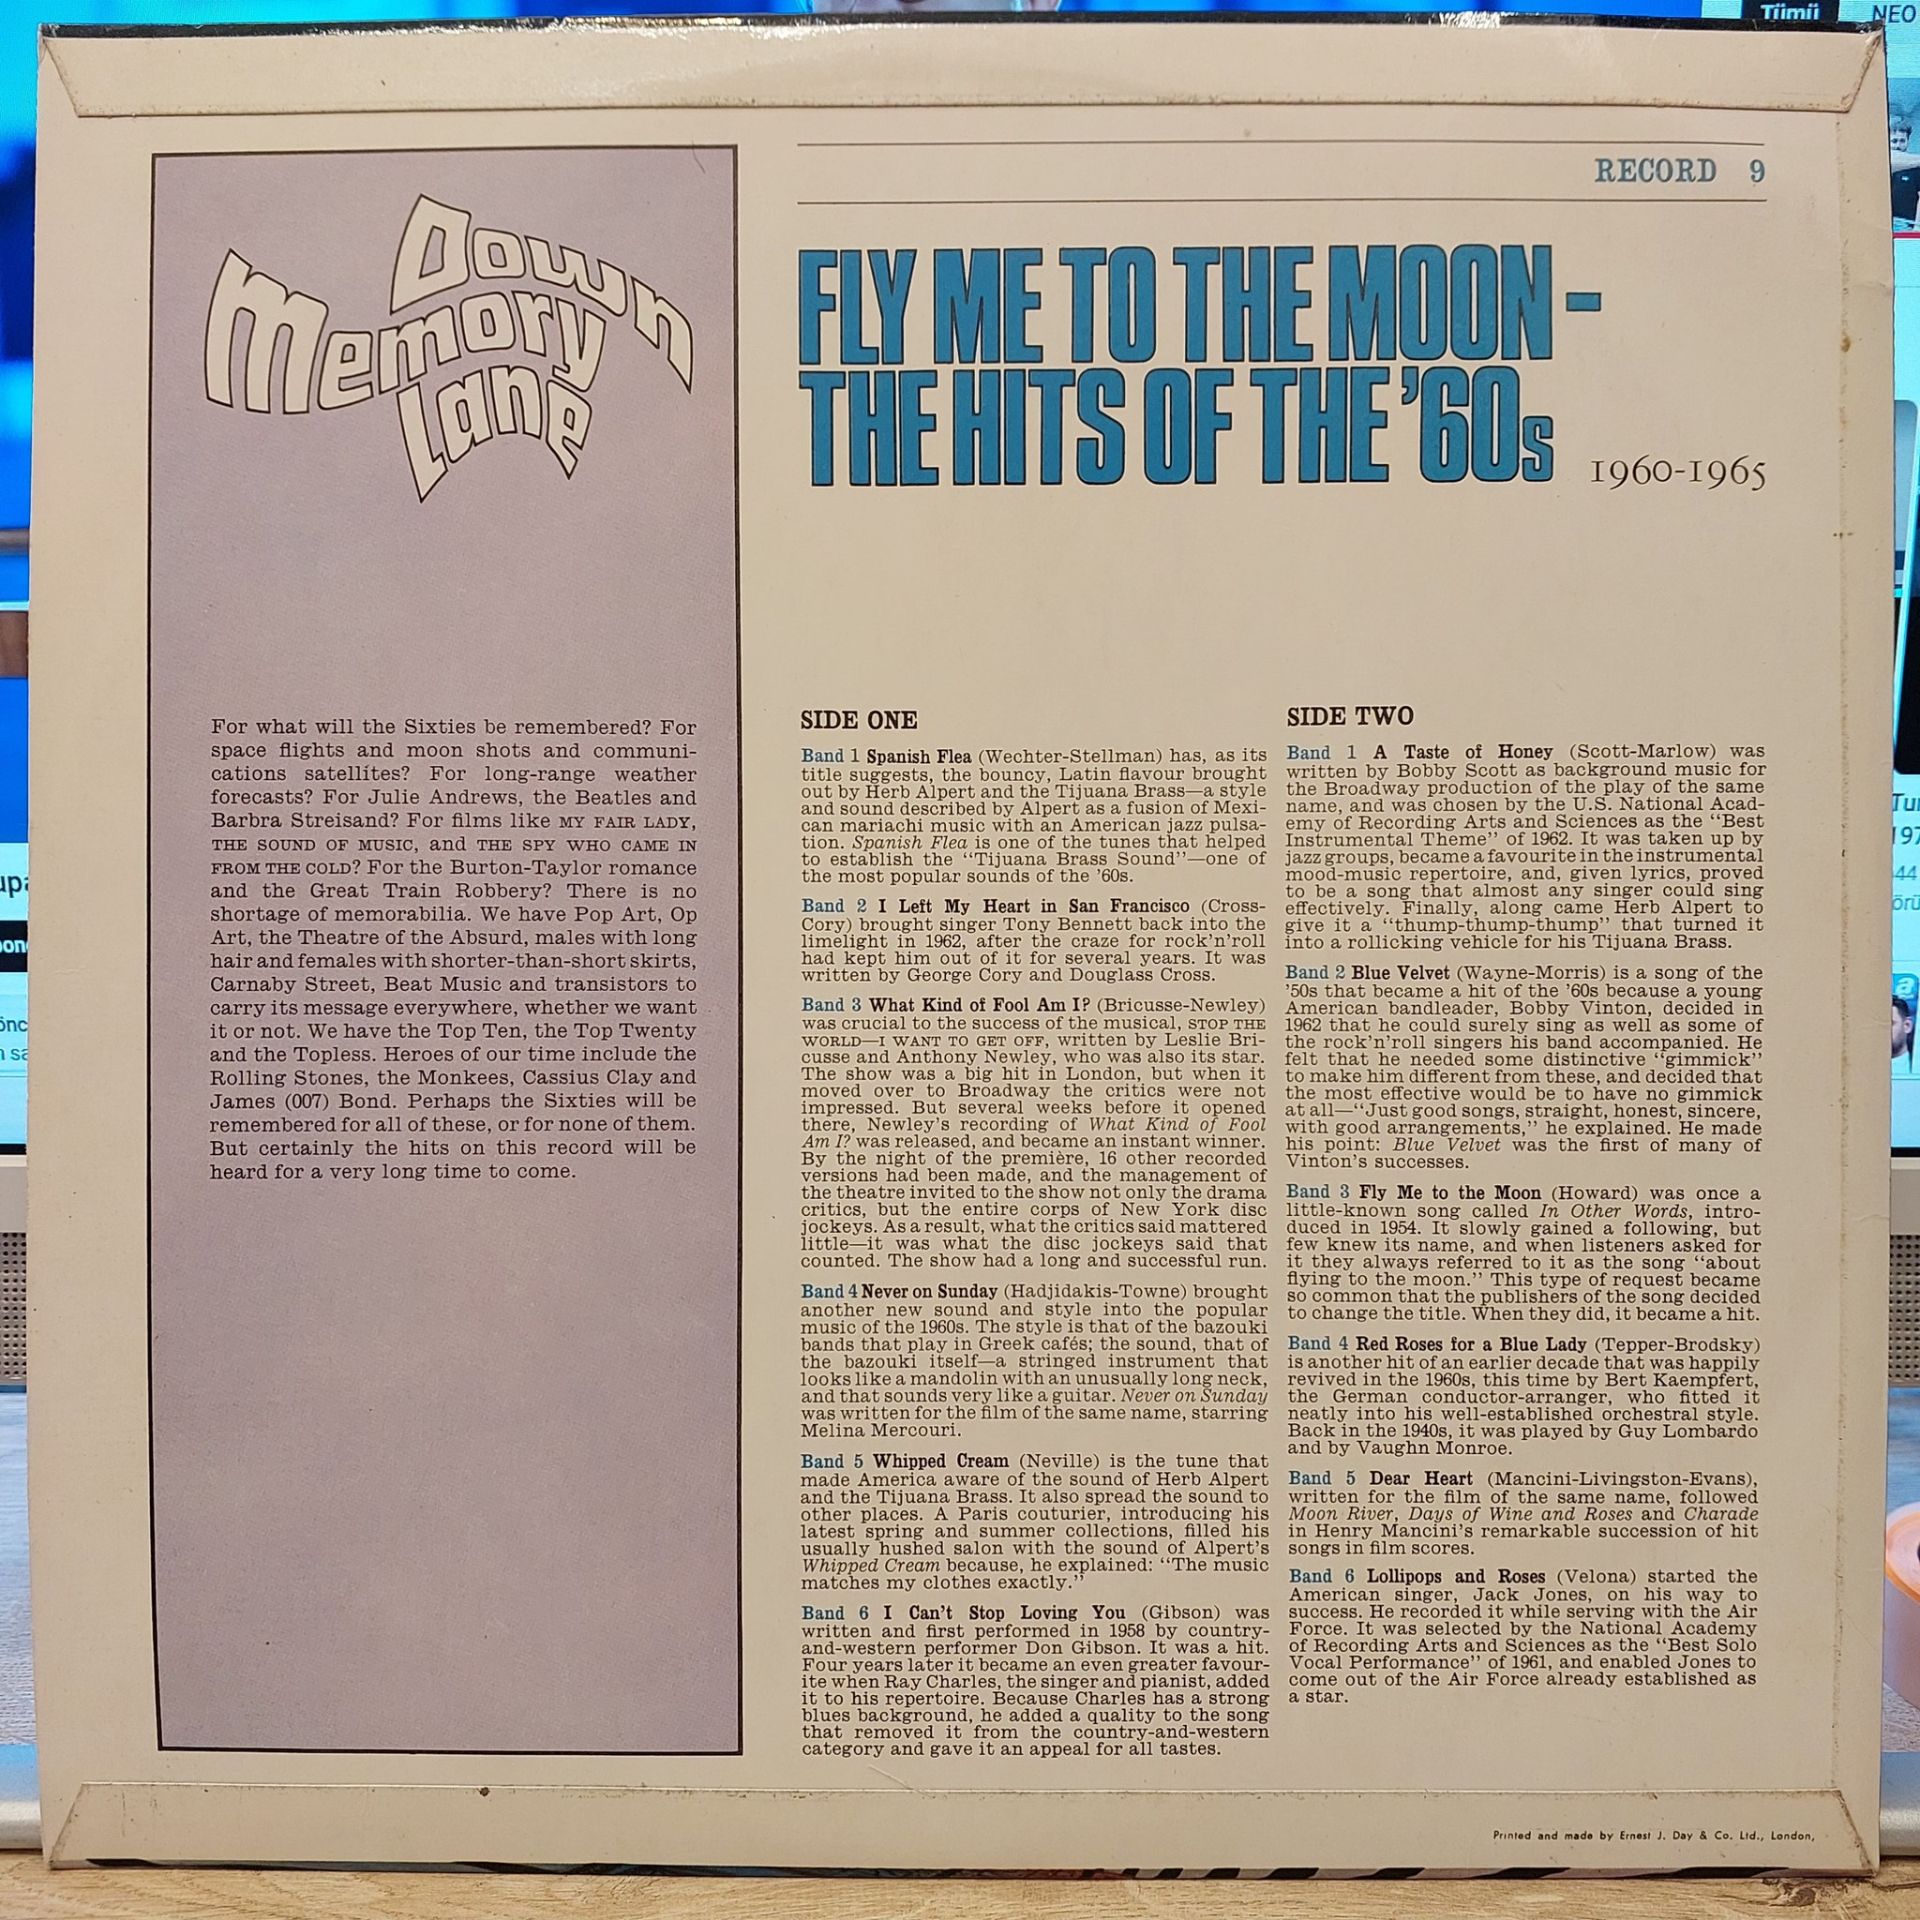 Tümü
NEO
Down
Memory
Lane
For what will the Sixties be remembered? For
space flights and moon shots and communi-
cations satellites? For long-range weather
forecasts? For Julie Andrews, the Beatles and
Barbra Streisand? For films like MY FAIR LADY,
THE SOUND OF MUSIC, and THE SPY WHO CAME IN
FROM THE COLD? For the Burton-Taylor romance
and the Great Train Robbery? There is no
shortage of memorabilia. We have Pop Art, Op
Art, the Theatre of the Absurd, males with long
hair and females with shorter-than-short skirts,
Carnaby Street, Beat Music and transistors to
carry its message everywhere, whether we want
it or not. We have the Top Ten, the Top Twenty
and the Topless. Heroes of our time include the
Rolling Stones, the Monkees, Cassius Clay and
James (007) Bond. Perhaps the Sixties will be
remembered for all of these, or for none of them.
But certainly the hits on this record will be
heard for a very long time to come.
RECORD 9
FLY ME TO THE MOON -
THE HITS OF THE '60s 1960-1965
SIDE ONE
Band 1 Spanish Flea (Wechter-Stellman) has, as its
title suggests, the bouncy, Latin flavour brought
out by Herb Alpert and the Tijuana Brass—a style
and sound described by Alpert as a fusion of Mexi-
can mariachi music with an American jazz pulsa-
tion. Spanish Flea is one of the tunes that helped
to establish the "Tijuana Brass Sound"—one of
the most popular sounds of the '60s.
Band 2 I Left My Heart in San Francisco (Cross-
Cory) brought singer Tony Bennett back into the
limelight in 1962, after the craze for rock'n'roll
had kept him out of it for several years. It was
written by George Cory and Douglass Cross.
Band 3 What Kind of Fool Am I? (Bricusse-Newley)
was crucial to the success of the musical, STOP THE
WORLD—I WANT TO GET OFF, written by Leslie Bri-
cusse and Anthony Newley, who was also its star.
The show was a big hit in London, but when it
moved over to Broadway the critics were not
impressed. But several weeks before it opened
there, Newley's recording of What Kind of Fool
Am I? was released, and became an instant winner.
By the night of the première, 16 other recorded
versions had been made, and the management of
the theatre invited to the show not only the drama
critics, but the entire corps of New York disc
jockeys. As a result, what the critics said mattered
little—it was what the disc jockeys said that
counted. The show had a long and successful run.
Band 4 Never on Sunday (Hadjidakis-Towne) brought
another new sound and style into the popular
music of the 1960s. The style is that of the bazouki
bands that play in Greek cafés; the sound, that of
the bazouki itself—a stringed instrument that
looks like a mandolin with an unusually long neck,
and that sounds very like a guitar. Never on Sunday
was written for the film of the same name, starring
Melina Mercouri.
Band 5 Whipped Cream (Neville) is the tune that
made America aware of the sound of Herb Alpert
and the Tijuana Brass. It also spread the sound to
other places. A Paris couturier, introducing his
latest spring and summer collections, filled his
usually hushed salon with the sound of Alpert's
Whipped Cream because, he explained: "The music
matches my clothes exactly."
Band 6 I Can't Stop Loving You (Gibson) was
written and first performed in 1958 by country-
and-western performer Don Gibson. It was a hit.
Four years later it became an even greater favour-
ite when Ray Charles, the singer and pianist, added
it to his repertoire. Because Charles has a strong
blues background, he added a quality to the song
that removed it from the country-and-western
category and gave it an appeal for all tastes.
SIDE TWO
Band 1 A Taste of Honey (Scott-Marlow) was
written by Bobby Scott as background music for
the Broadway production of the play of the same
name, and was chosen by the U.S. National Acad-
emy of Recording Arts and Sciences as the "Best
Instrumental Theme" of 1962. It was taken up by
jazz groups, became a favourite in the instrumental
mood-music repertoire, and, given lyrics, proved
to be a song that almost any singer could sing
effectively. Finally, along came Herb Alpert to
give it a "thump-thump-thump" that turned it
into a rollicking vehicle for his Tijuana Brass.
Band 2 Blue Velvet (Wayne-Morris) is a song of the
'50s that became a hit of the '60s because a young
American bandleader, Bobby Vinton, decided in
1962 that he could surely sing as well as some of
the rock'n'roll singers his band accompanied. He
felt that he needed some distinctive "gimmick"
to make him different from these, and decided that
the most effective would be to have no gimmick
at all—"Just good songs, straight, honest, sincere,
with good arrangements," he explained. He made
his point: Blue Velvet was the first of many of
Vinton's successes.
Band 3 Fly Me to the Moon (Howard) was once a
little-known song called In Other Words, intro-
duced in 1954. It slowly gained a following, but
few knew its name, and when listeners asked for
it they always referred to it as the song "about
flying to the moon." This type of request became
so common that the publishers of the song decided
to change the title. When they did, it became a hit.
Band 4 Red Roses for a Blue Lady (Tepper-Brodsky)
is another hit of an earlier decade that was happily
revived in the 1960s, this time by Bert Kaempfert,
the German conductor-arranger, who fitted it
neatly into his well-established orchestral style.
Back in the 1940s, it was played by Guy Lombardo
and by Vaughn Monroe.
Band 5 Dear Heart (Mancini-Livingston-Evans),
written for the film of the same name, followed
Moon River, Days of Wine and Roses and Charade
in Henry Mancini's remarkable succession of hit
songs in film scores.
Band 6 Lollipops and Roses (Velona) started the
American singer, Jack Jones, on his way to
success. He recorded it while serving with the Air
Force. It was selected by the National Academy
of Recording Arts and Sciences as the "Best Solo
Vocal Performance" of 1961, and enabled Jones to
come out of the Air Force already established as
a star.
Printed and made by Ernest J. Day & Co. Ltd., London,